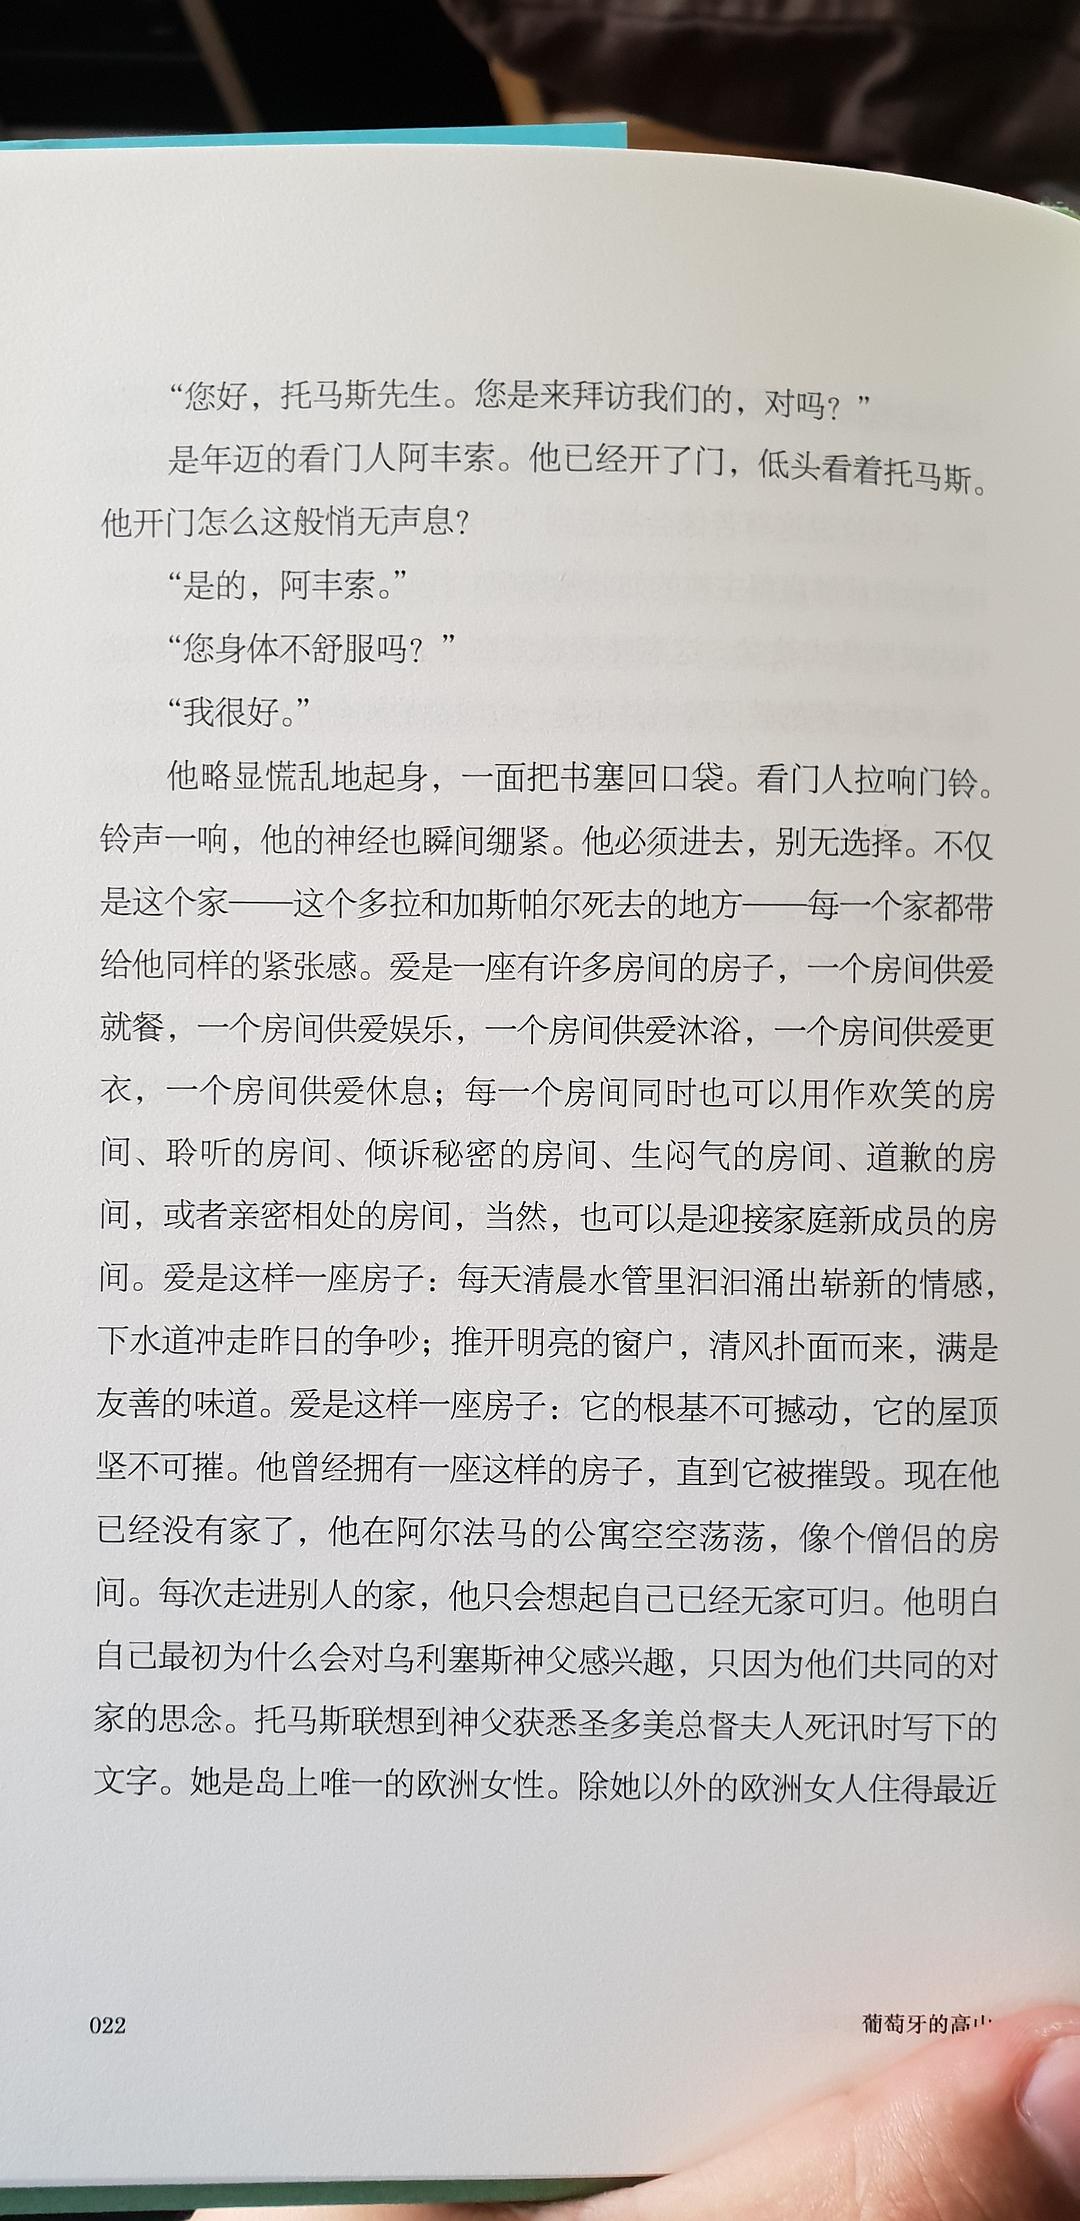 “您好，托马斯先生。您是来拜访我们的，对吗？”
是年迈的看门人阿丰索。他已经开了门，低头看着托马斯。
他开门怎么这般悄无声息？
“是的，阿丰索。”
“您身体不舒服吗？”
“我很好。”
他略显慌乱地起身，一面把书塞回口袋。看门人拉响门铃。
铃声一响，他的神经也瞬间绷紧。他必须进去，别无选择。不仅
是这个家——这个多拉和加斯帕尔死去的地方——每一个家都带
给他同样的紧张感。爱是一座有许多房间的房子，一个房间供爱
就餐，一个房间供爱娱乐，一个房间供爱沐浴，一个房间供爱更
衣，一个房间供爱休息；每一个房间同时也可以用作欢笑的房
间、聆听的房间、倾诉秘密的房间、生闷气的房间、道歉的房
间，或者亲密相处的房间，当然，也可以是迎接家庭新成员的房
间。爱是这样一座房子：每天清晨水管里汩汩涌出崭新的情感，
下水道冲走昨日的争吵；推开明亮的窗户，清风扑面而来，满是
友善的味道。爱是这样一座房子：它的根基不可撼动，它的屋顶
坚不可摧。他曾经拥有一座这样的房子，直到它被摧毁。现在他
已经没有家了，他在阿尔法马的公寓空空荡荡，像个僧侣的房
间。每次走进别人的家，他只会想起自己已经无家可归。他明白
自己最初为什么会对乌利塞斯神父感兴趣，只因为他们共同的对
家的思念。托马斯联想到神父获悉圣多美总督夫人死讯时写下的
文字。她是岛上唯一的欧洲女性。除她以外的欧洲女人住得最近
022
葡萄牙的高山